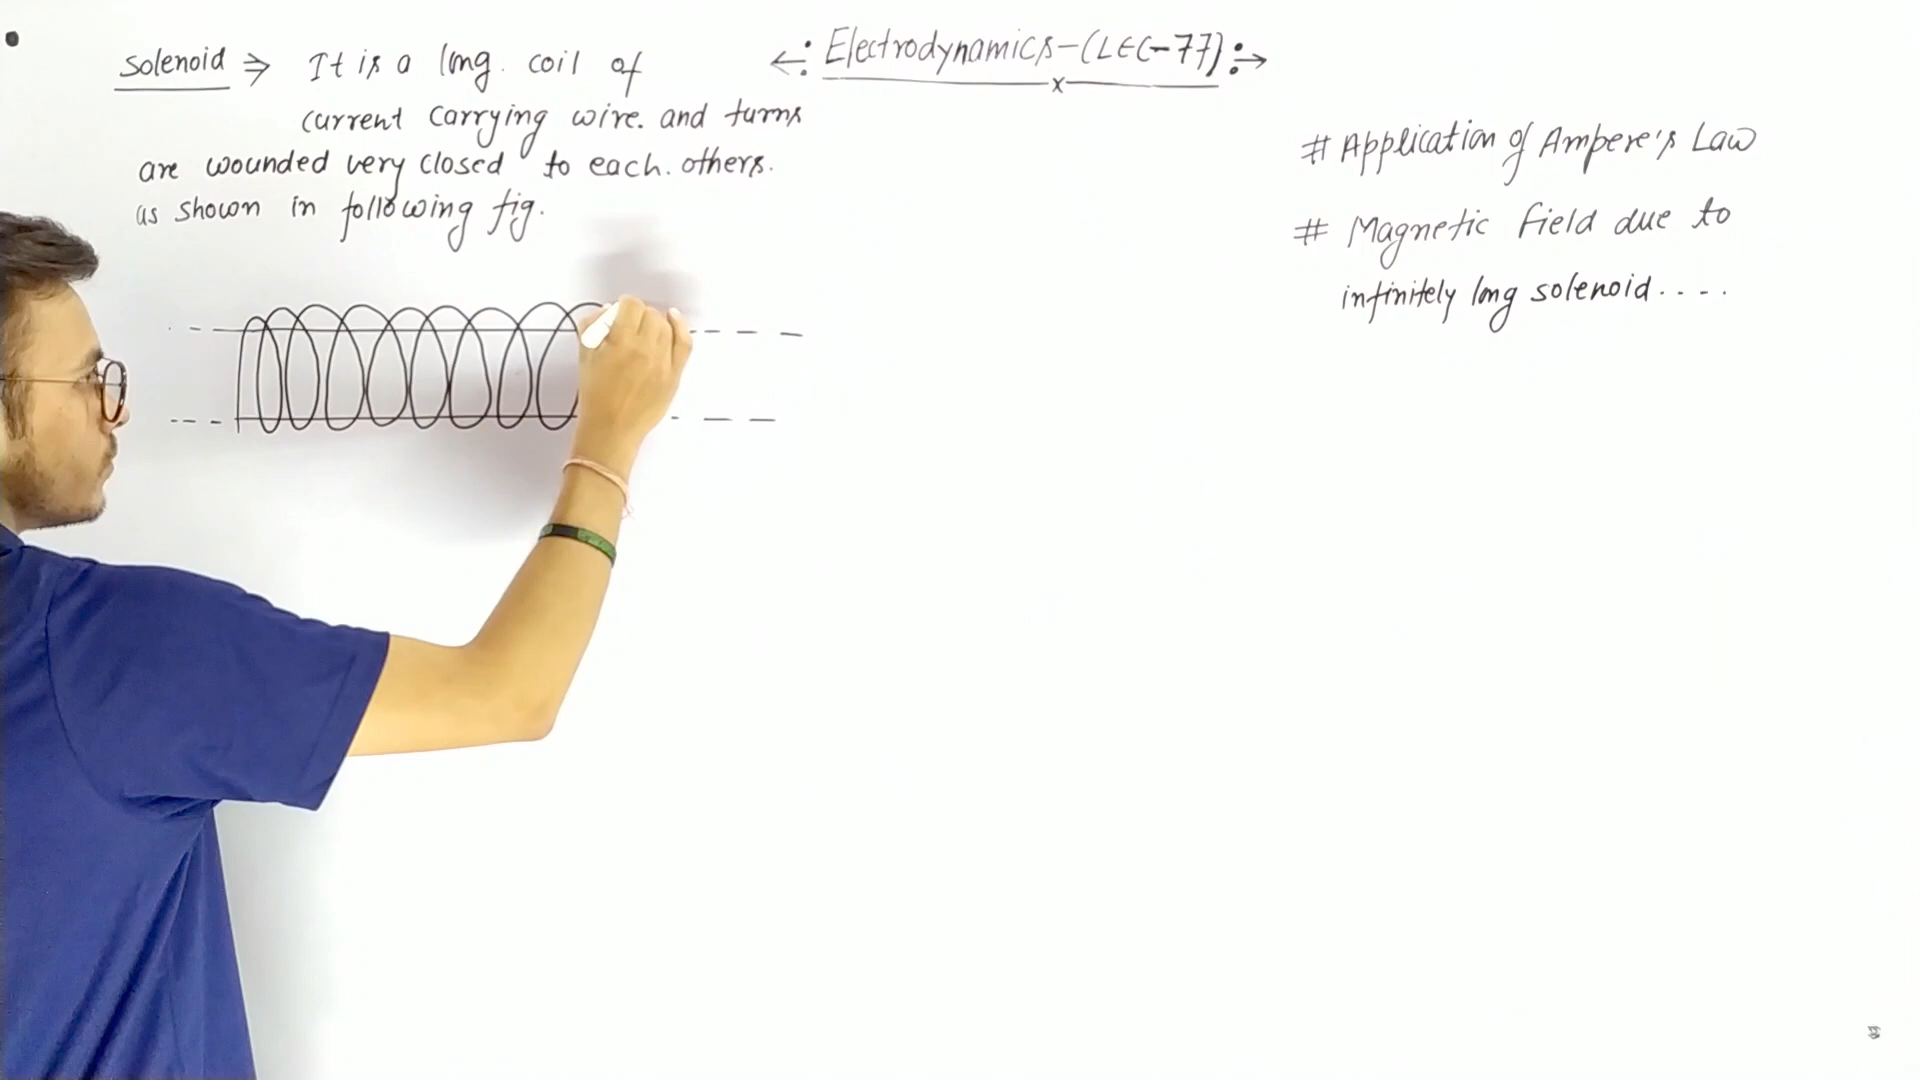 Solenoid ⇒ It is a long. coil of
current carrying wire. and turns
are wounded very closed to each. others.
as shown in following fig.
Electrodynamics-(LEC-77)
x
# Application of Ampere's Law
# Magnetic field due to
infinitely long solenoid....